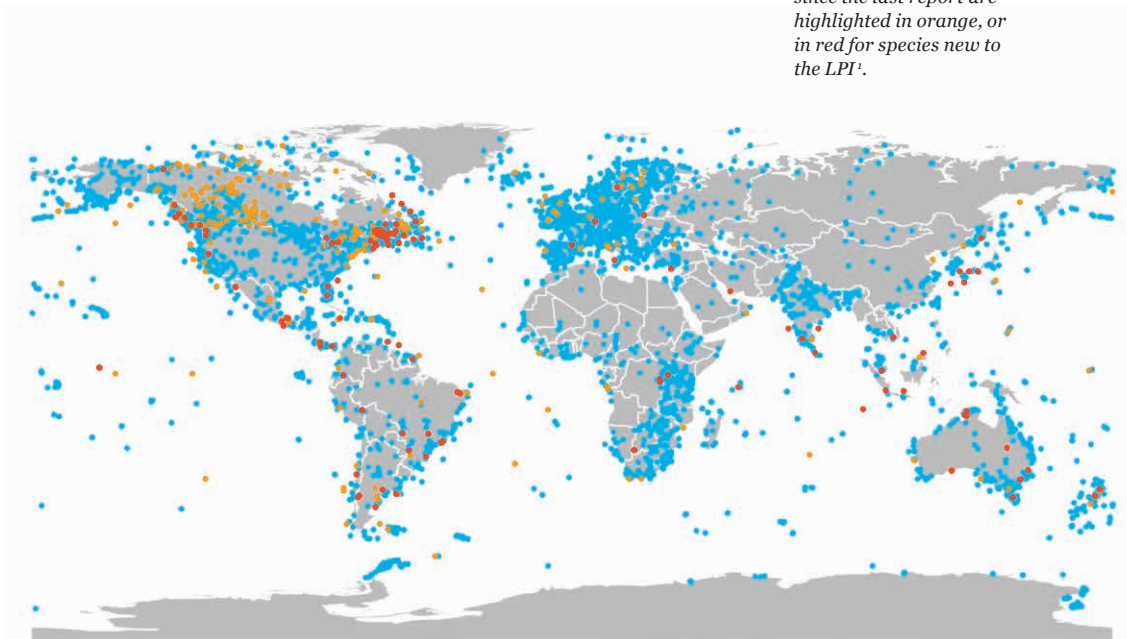 since the last report are
highlighted in orange, or
in red for species new to
the LPI¹.